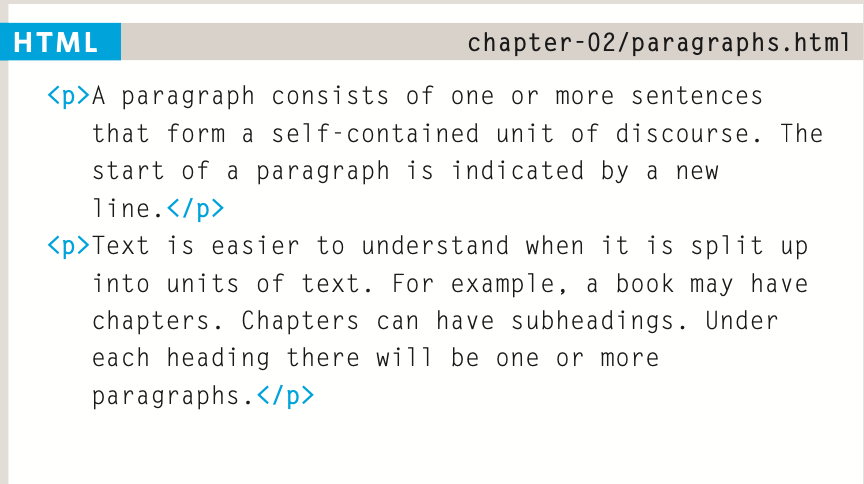 HTML chapter-02/paragraphs.html
<p>A paragraph consists of one or more sentences
that form a self-contained unit of discourse. The
start of a paragraph is indicated by a new
line.</p>
<p>Text is easier to understand when it is split up
into units of text. For example, a book may have
chapters. Chapters can have subheadings. Under
each heading there will be one or more
paragraphs.</p>